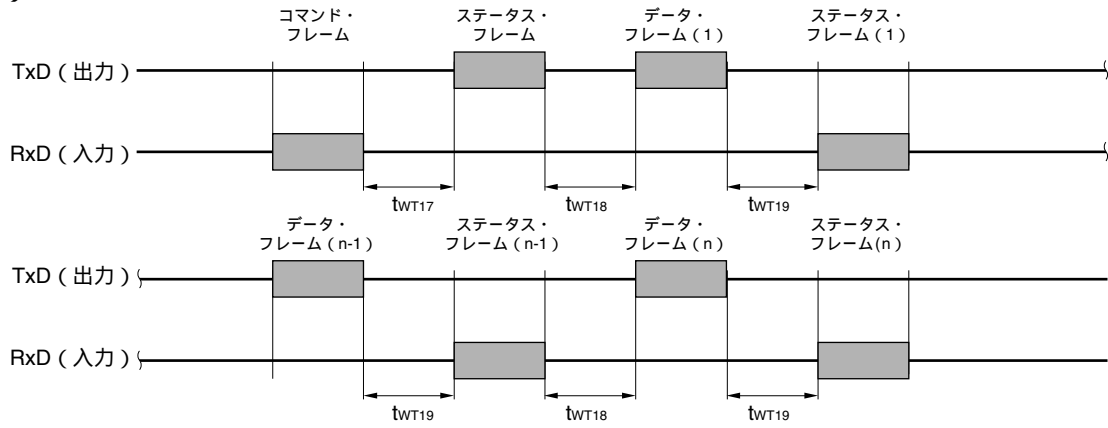 コマンド・
フレーム
ステータス・
フレーム
データ・
フレーム（1）
ステータス・
フレーム（1）
TxD（出力）
RxD（入力）
tWT17
tWT18
tWT19
データ・
フレーム（n-1）
ステータス・
フレーム（n-1）
データ・
フレーム（n）
ステータス・
フレーム(n)
TxD（出力）
RxD（入力）
tWT19
tWT18
tWT19